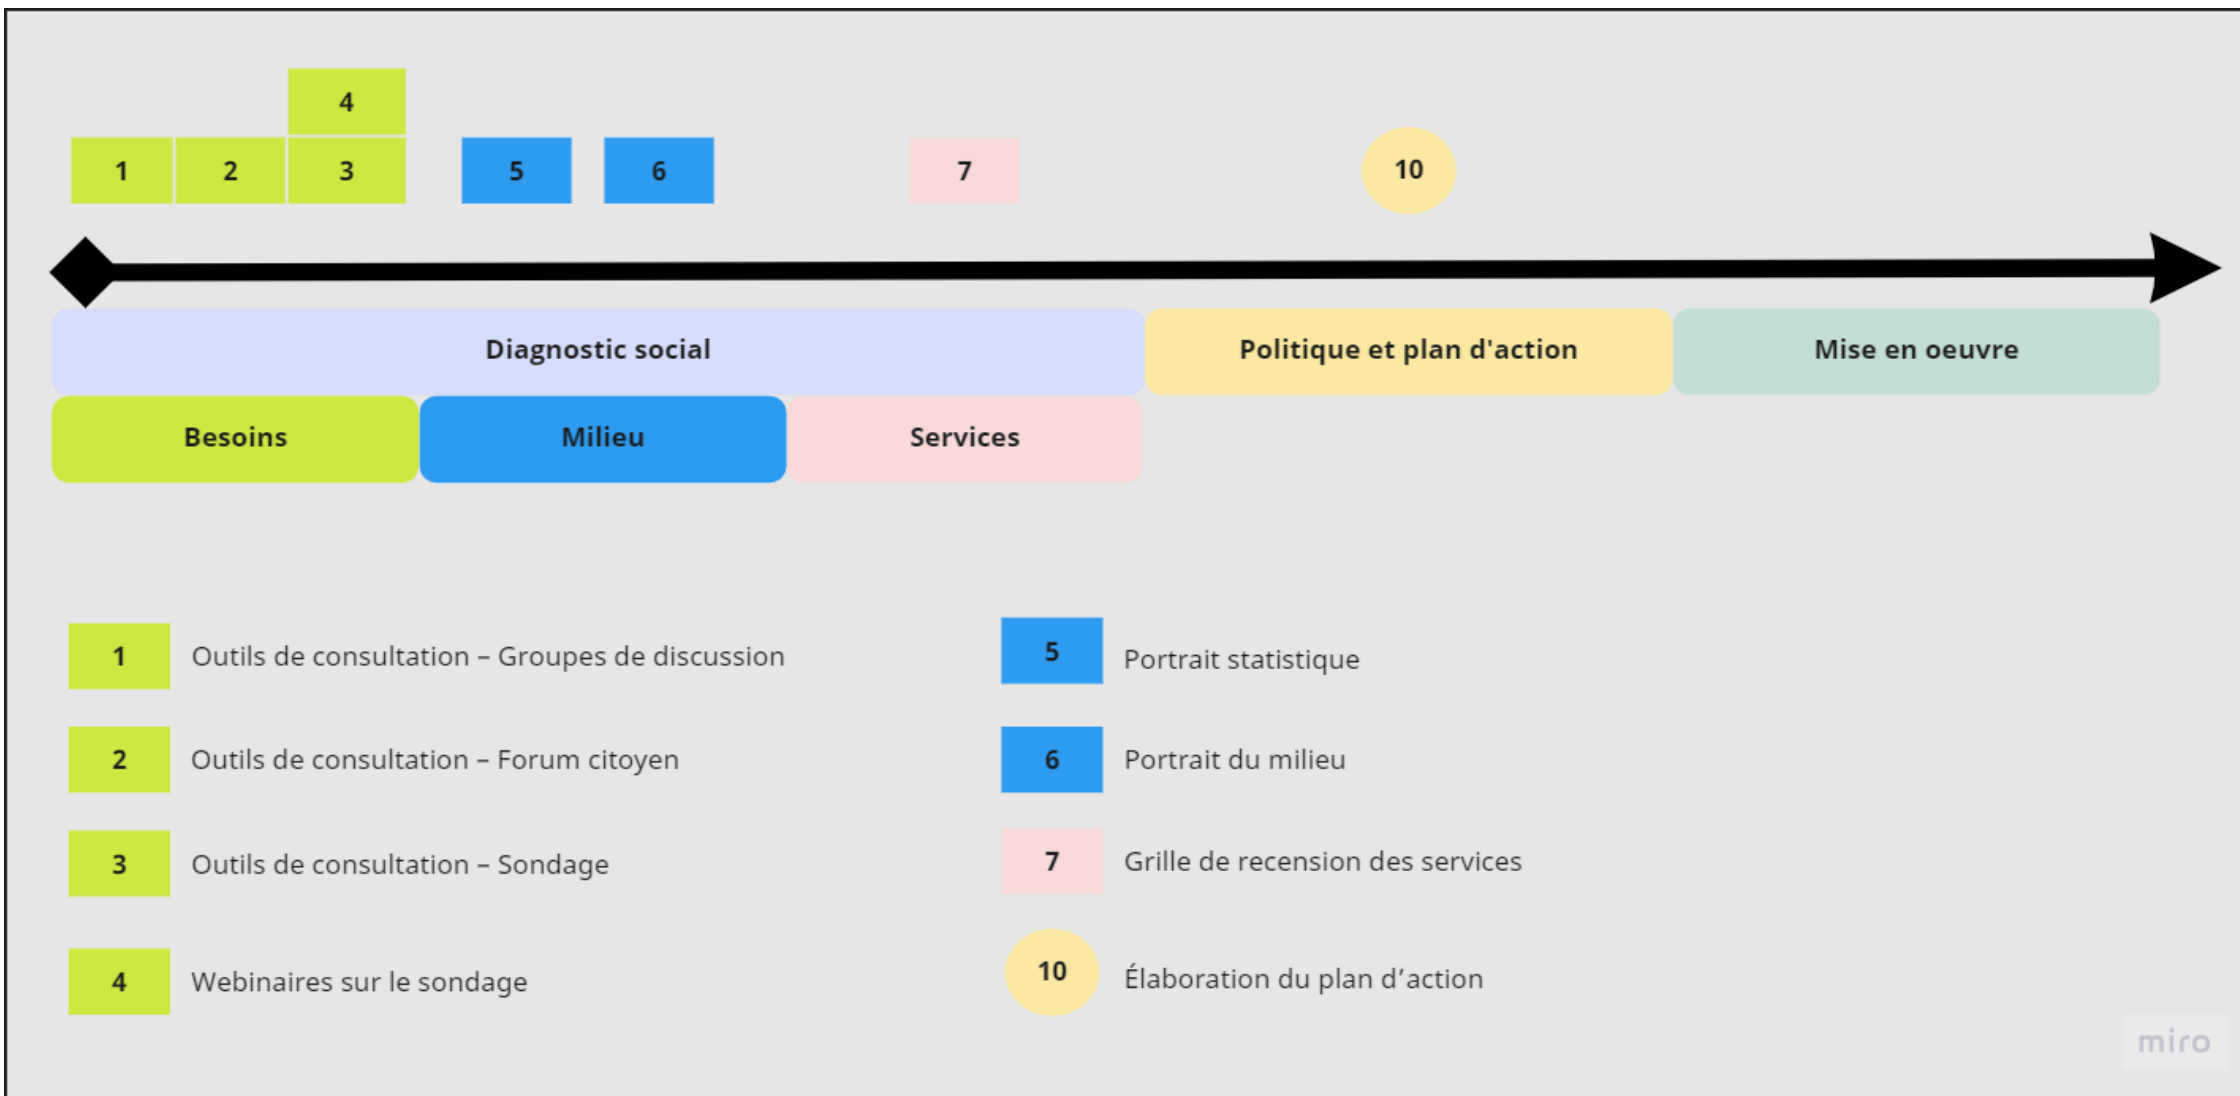 4
1 2 3 5 6 7 10
Diagnostic social Politique et plan d'action Mise en oeuvre
Besoins Milieu Services
1 Outils de consultation – Groupes de discussion
2 Outils de consultation – Forum citoyen
3 Outils de consultation – Sondage
4 Webinaires sur le sondage
5 Portrait statistique
6 Portrait du milieu
7 Grille de recension des services
10 Élaboration du plan d’action
miro